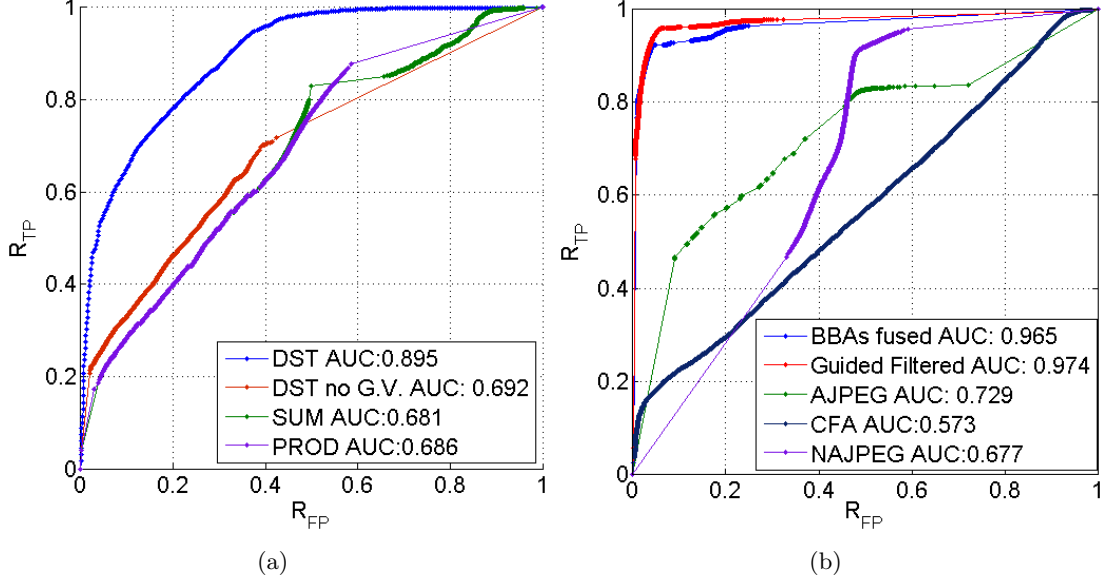 1
0.8
0.6
0.4
0.2
0
0 0.2 0.4 0.6 0.8 1
R_TP
R_FP
DST AUC:0.895
DST no G.V. AUC: 0.692
SUM AUC:0.681
PROD AUC:0.686
(a)
1
0.8
0.6
0.4
0.2
0
0 0.2 0.4 0.6 0.8 1
R_TP
R_FP
BBAs fused AUC: 0.965
Guided Filtered AUC: 0.974
AJPEG AUC:0.729
CFA AUC:0.573
NAJPEG AUC:0.677
(b)